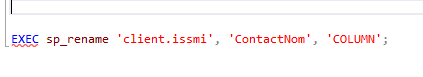 EXEC sp_rename 'client.issmi', 'ContactNom', 'COLUMN';